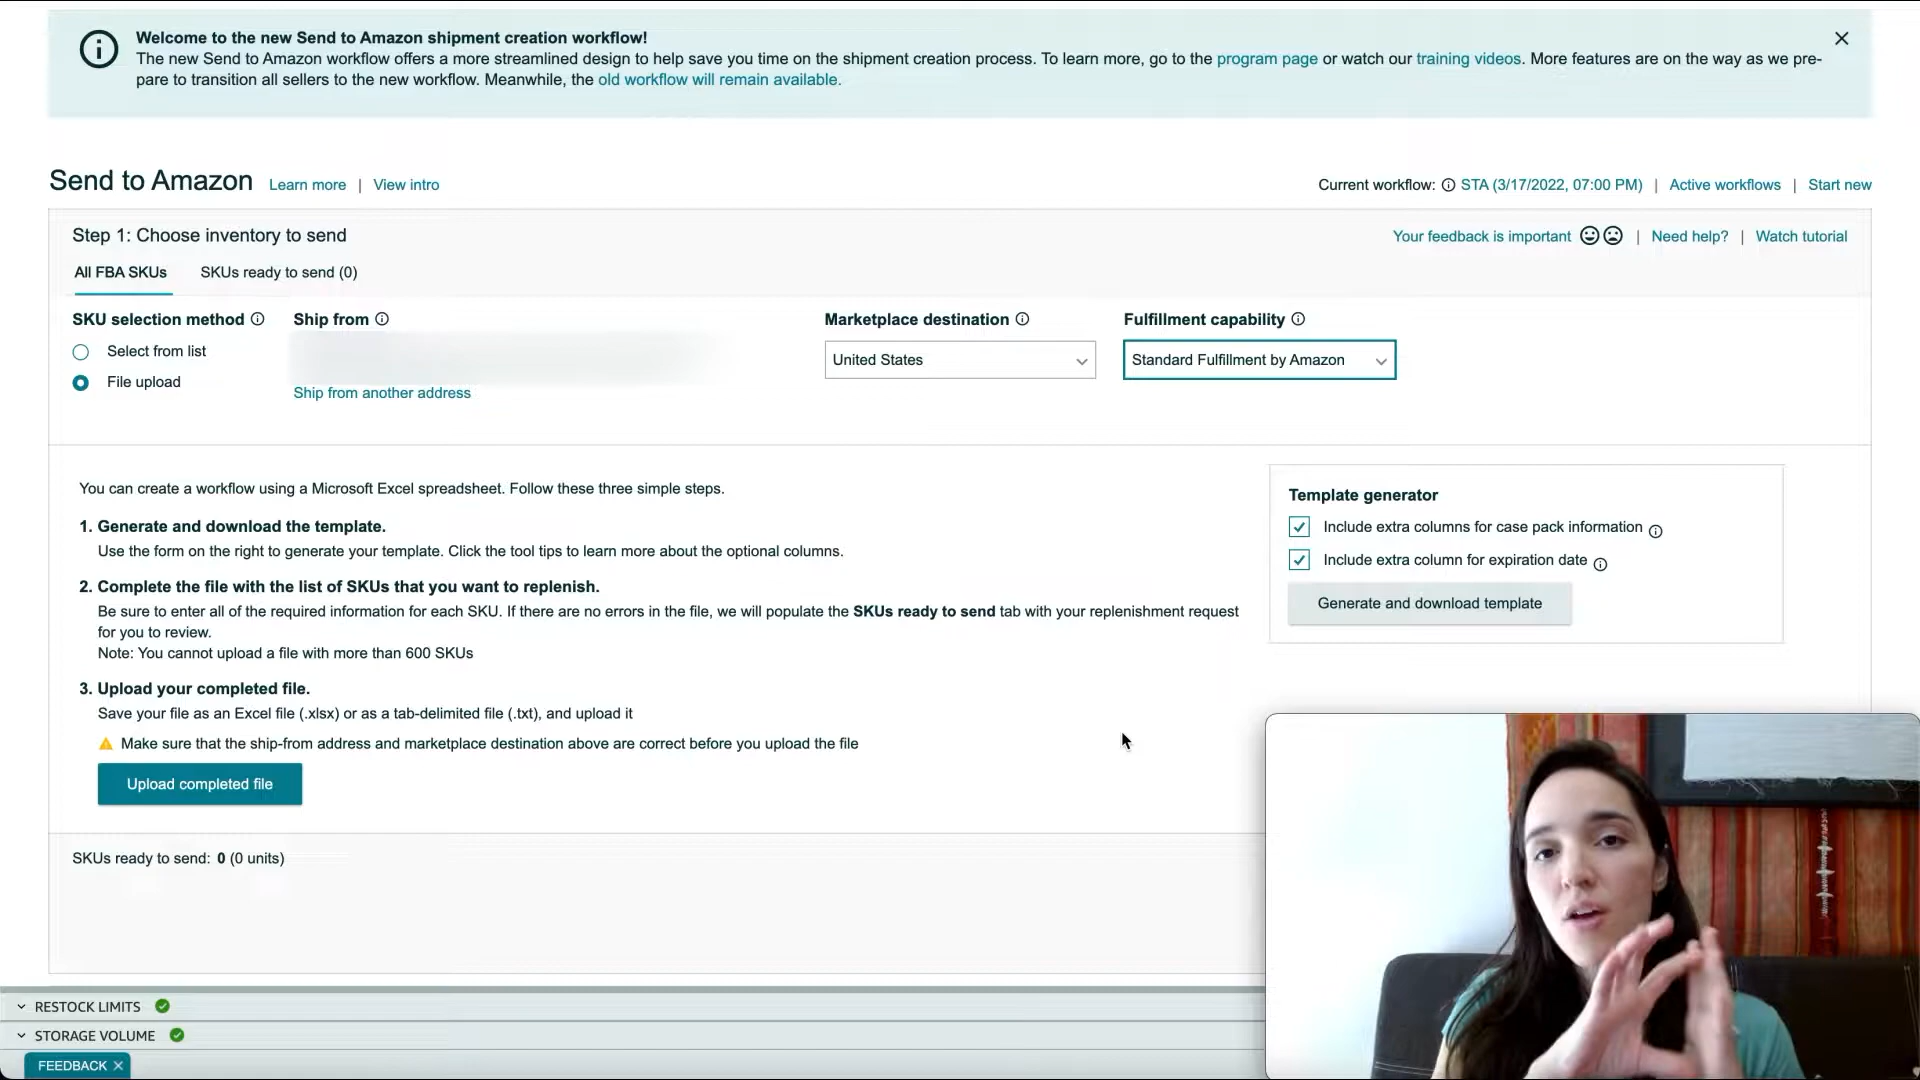 Welcome to the new Send to Amazon shipment creation workflow!
The new Send to Amazon workflow offers a more streamlined design to help save you time on the shipment creation process. To learn more, go to the program page or watch our training videos. More features are on the way as we pre-
pare to transition all sellers to the new workflow. Meanwhile, the old workflow will remain available.
Send to Amazon Learn more | View intro
Current workflow: STA (3/17/2022, 07:00 PM) | Active workflows | Start new
Step 1: Choose inventory to send
Your feedback is important | Need help? | Watch tutorial
All FBA SKUs SKUs ready to send (0)
SKU selection method Ship from Marketplace destination Fulfillment capability
Select from list
United States Standard Fulfillment by Amazon
File upload
Ship from another address
You can create a workflow using a Microsoft Excel spreadsheet. Follow these three simple steps.
1. Generate and download the template.
Use the form on the right to generate your template. Click the tool tips to learn more about the optional columns.
2. Complete the file with the list of SKUs that you want to replenish.
Be sure to enter all of the required information for each SKU. If there are no errors in the file, we will populate the SKUs ready to send tab with your replenishment request
for you to review.
Note: You cannot upload a file with more than 600 SKUs
3. Upload your completed file.
Save your file as an Excel file (.xlsx) or as a tab-delimited file (.txt), and upload it
Make sure that the ship-from address and marketplace destination above are correct before you upload the file
Upload completed file
Template generator
Include extra columns for case pack information
Include extra column for expiration date
Generate and download template
SKUs ready to send: 0 (0 units)
RESTOCK LIMITS
STORAGE VOLUME
FEEDBACK